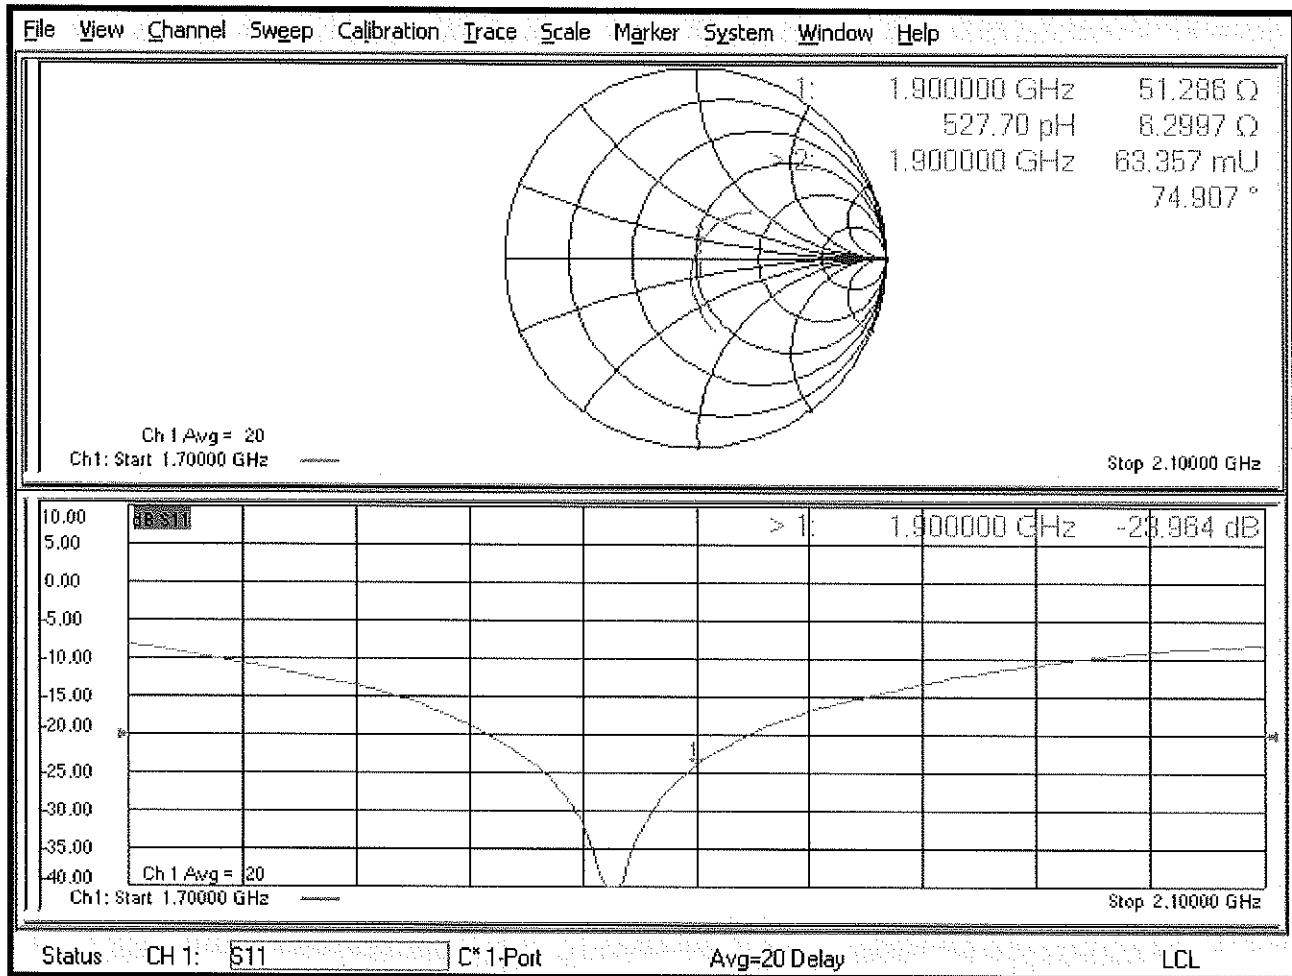 File View Channel Sweep Calibration Trace Scale Marker System Window Help
1: 1.900000 GHz 51.286 Ω
527.70 pH 6.2997 Ω
> 2: 1.900000 GHz 63.357 mU
74.907 °
Ch 1 Avg = 20
Ch1: Start 1.70000 GHz Stop 2.10000 GHz
10.00 dB S11 > 1: 1.900000 GHz -23.964 dB
5.00
0.00
-5.00
-10.00
-15.00
-20.00
-25.00
1
-30.00
-35.00
-40.00 Ch 1 Avg = 20
Ch1: Start 1.70000 GHz Stop 2.10000 GHz
Status CH 1: S11 C* 1-Port Avg=20 Delay LCL